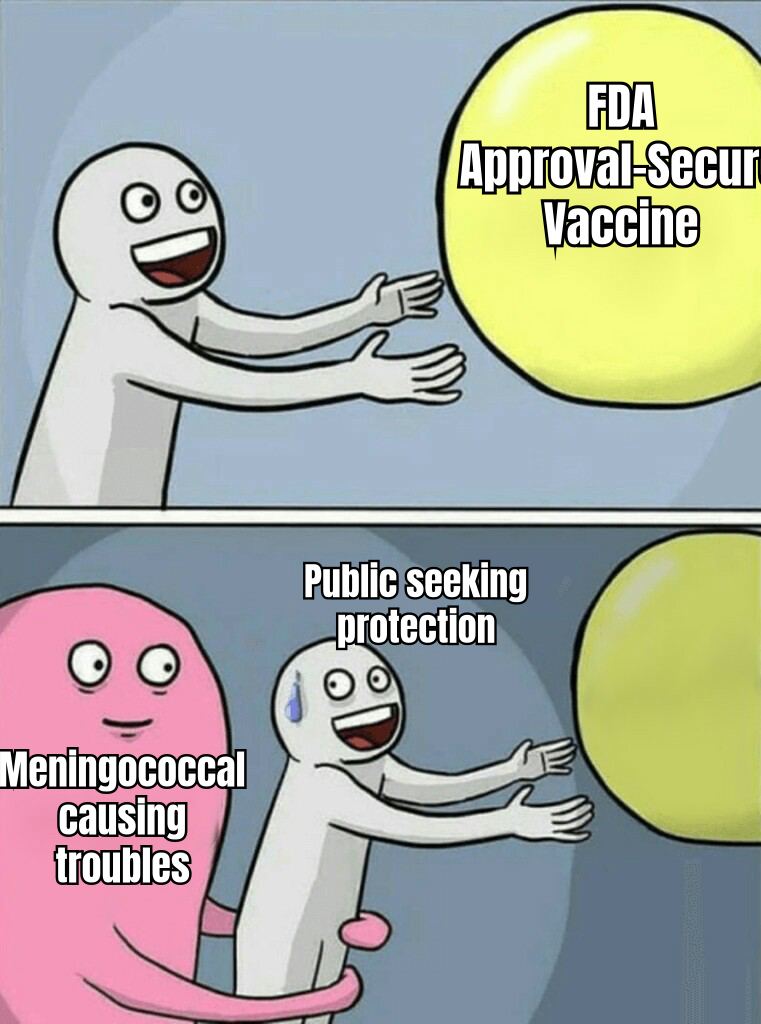 FDA
Approval-Secur
Vaccine
Public seeking
protection
Meningococcal
causing
troubles